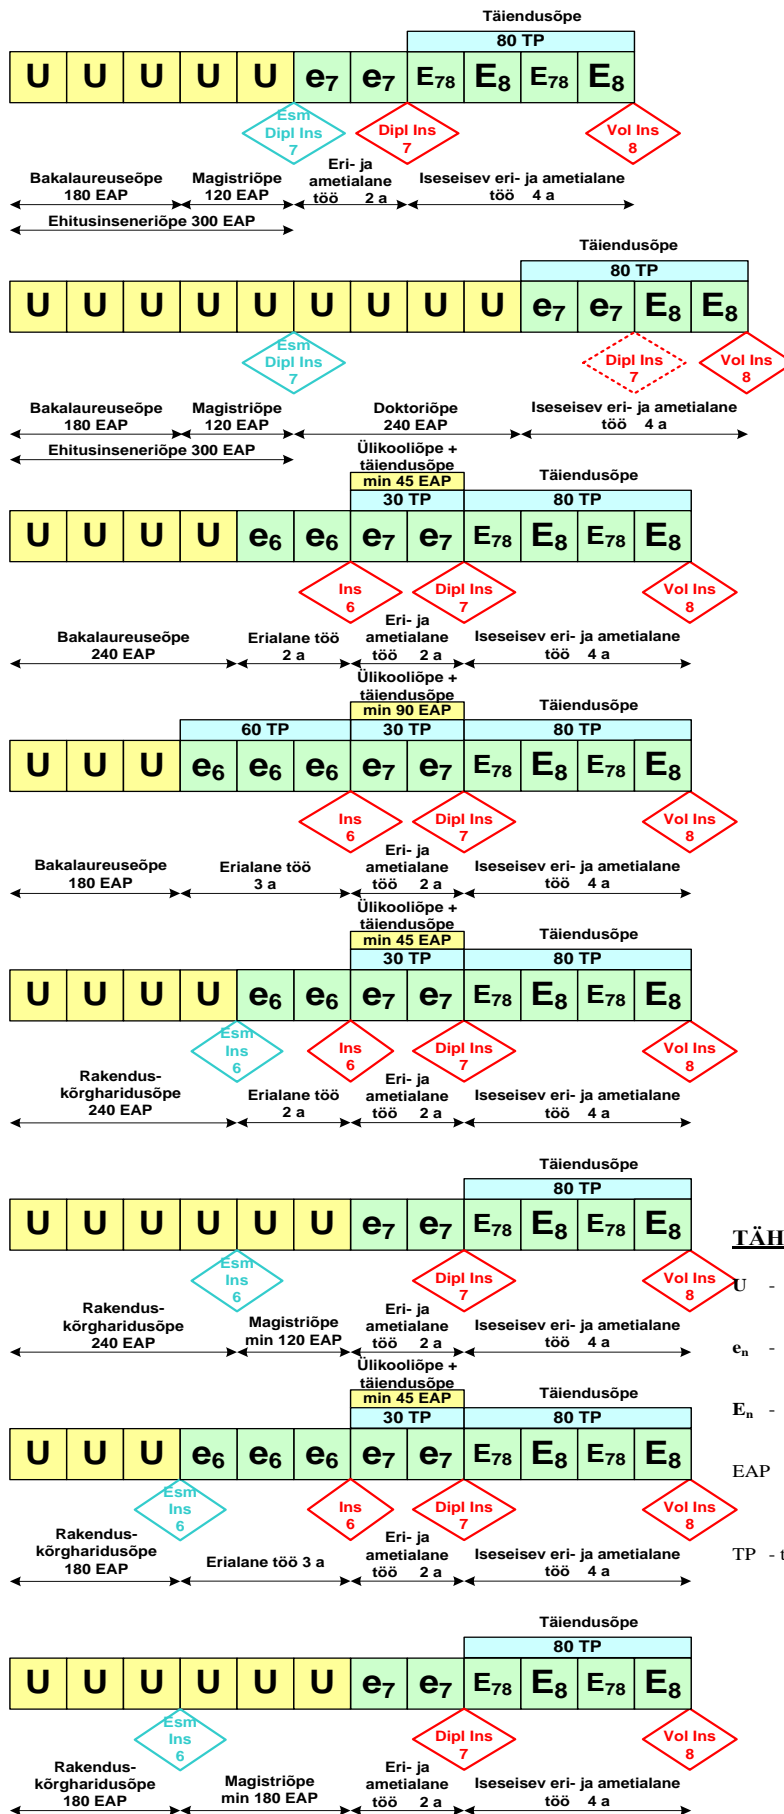 Täiendusõpe
80 TP
U U U U U e7 e7 E78 E8 E78 E8
Esm
Dipl Ins
7
Dipl Ins
7
Vol Ins
8
Bakalaureuseõpe
180 EAP
Magistriõpe
120 EAP
Eri- ja
ametialane
töö 2 a
Iseseisev eri- ja ametialane
töö 4 a
Ehitusinseneriõpe 300 EAP
Täiendusõpe
80 TP
U U U U U U U U U e7 e7 E8 E8
Esm
Dipl Ins
7
Dipl Ins
7
Vol Ins
8
Bakalaureuseõpe
180 EAP
Magistriõpe
120 EAP
Doktoriõpe
240 EAP
Iseseisev eri- ja ametialane
töö 4 a
Ehitusinseneriõpe 300 EAP
Ülikooliõpe +
täiendusõpe
min 45 EAP
30 TP
Täiendusõpe
80 TP
U U U U e6 e6 e7 e7 E78 E8 E78 E8
Ins
6
Dipl Ins
7
Vol Ins
8
Bakalaureuseõpe
240 EAP
Erialane töö
2 a
Eri- ja
ametialane
töö 2 a
Iseseisev eri- ja ametialane
töö 4 a
Ülikooliõpe +
täiendusõpe
min 90 EAP
60 TP
30 TP
Täiendusõpe
80 TP
U U U e6 e6 e6 e7 e7 E78 E8 E78 E8
Ins
6
Dipl Ins
7
Vol Ins
8
Bakalaureuseõpe
180 EAP
Erialane töö
3 a
Eri- ja
ametialane
töö 2 a
Iseseisev eri- ja ametialane
töö 4 a
Ülikooliõpe +
täiendusõpe
min 45 EAP
30 TP
Täiendusõpe
80 TP
U U U U e6 e6 e7 e7 E78 E8 E78 E8
Esm
Ins
6
Ins
6
Dipl Ins
7
Vol Ins
8
Rakendus-
kõrgharidusõpe
240 EAP
Erialane töö
2 a
Eri- ja
ametialane
töö 2 a
Iseseisev eri- ja ametialane
töö 4 a
Täiendusõpe
80 TP
U U U U U U e7 e7 E78 E8 E78 E8
Esm
Ins
6
Dipl Ins
7
Vol Ins
8
Rakendus-
kõrgharidusõpe
240 EAP
Magistriõpe
min 120 EAP
Eri- ja
ametialane
töö 2 a
Iseseisev eri- ja ametialane
töö 4 a
TÄH
U -
en -
En -
EAP
TP - t
Ülikooliõpe +
täiendusõpe
min 45 EAP
30 TP
Täiendusõpe
80 TP
U U U e6 e6 e6 e7 e7 E78 E8 E78 E8
Esm
Ins
6
Ins
6
Dipl Ins
7
Vol Ins
8
Rakendus-
kõrgharidusõpe
180 EAP
Erialane töö 3 a
Eri- ja
ametialane
töö 2 a
Iseseisev eri- ja ametialane
töö 4 a
Täiendusõpe
80 TP
U U U U U U e7 e7 E78 E8 E78 E8
Esm
Ins
6
Dipl Ins
7
Vol Ins
8
Rakendus-
kõrgharidusõpe
180 EAP
Magistriõpe
min 180 EAP
Eri- ja
ametialane
töö 2 a
Iseseisev eri- ja ametialane
töö 4 a